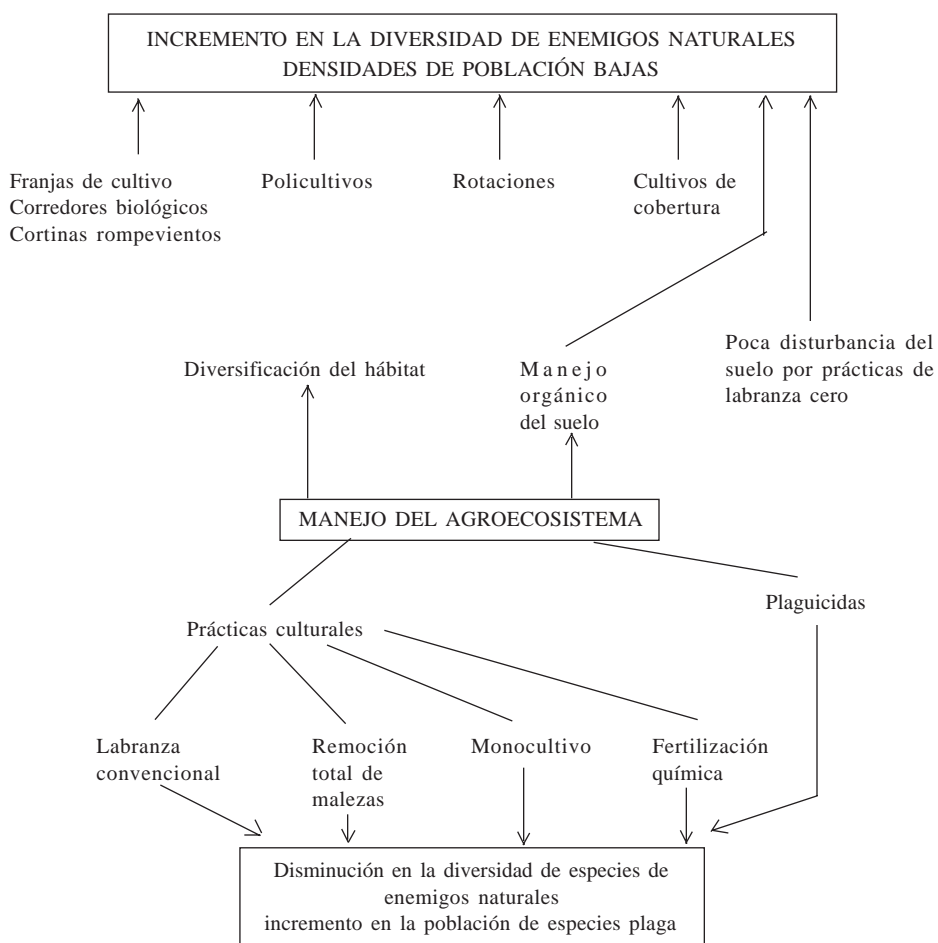 INCREMENTO EN LA DIVERSIDAD DE ENEMIGOS NATURALES
DENSIDADES DE POBLACIÓN BAJAS
Franjas de cultivo
Corredores biológicos
Cortinas rompevientos
Policultivos
Rotaciones
Cultivos de
cobertura
Diversificación del hábitat
Manejo
orgánico
del suelo
Poca disturbancia del
suelo por prácticas de
labranza cero
MANEJO DEL AGROECOSISTEMA
Plaguicidas
Prácticas culturales
Labranza
convencional
Remoción
total de
malezas
Monocultivo
Fertilización
química
Disminución en la diversidad de especies de
enemigos naturales
incremento en la población de especies plaga